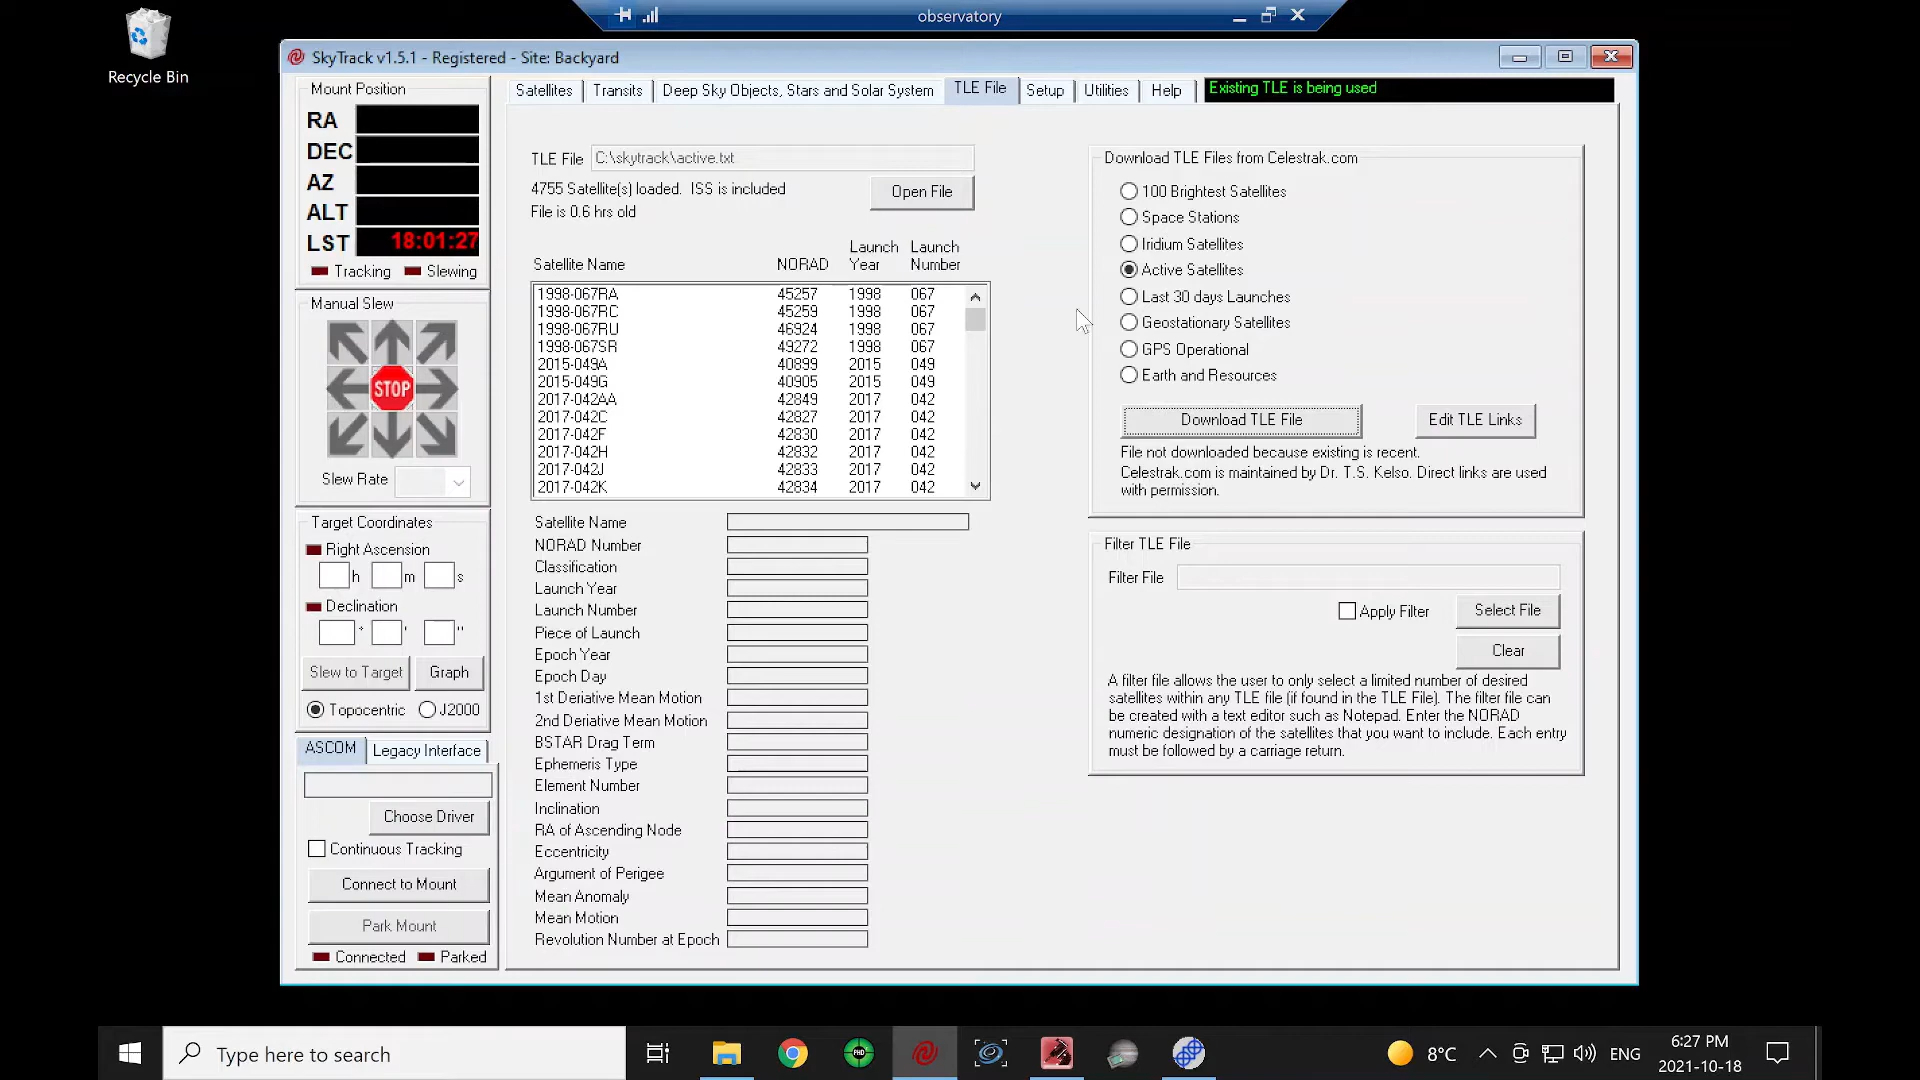 observatory
Recycle Bin
SkyTrack v1.5.1 - Registered - Site: Backyard
Mount Position
RA
DEC
AZ
ALT
LST 18:01:27
Tracking Slewing
Manual Slew
STOP
Slew Rate
Target Coordinates
Right Ascension
h m s
Declination
° ' "
Slew to Target Graph
Topocentric J2000
ASCOM Legacy Interface
Choose Driver
Continuous Tracking
Connect to Mount
Park Mount
Connected Parked
Satellites Transits Deep Sky Objects, Stars and Solar System TLE File Setup Utilities Help
Existing TLE is being used
TLE File C:\skytrack\active.txt
4755 Satellite(s) loaded. ISS is included
Open File
File is 0.6 hrs old
Satellite Name NORAD Launch Year Launch Number
1998-067RA 45257 1998 067
1998-067RC 45259 1998 067
1998-067RU 46924 1998 067
1998-067SR 49272 1998 067
2015-049A 40899 2015 049
2015-049G 40905 2015 049
2017-042AA 42849 2017 042
2017-042C 42827 2017 042
2017-042F 42830 2017 042
2017-042H 42832 2017 042
2017-042J 42833 2017 042
2017-042K 42834 2017 042
Satellite Name
NORAD Number
Classification
Launch Year
Launch Number
Piece of Launch
Epoch Year
Epoch Day
1st Deriative Mean Motion
2nd Deriative Mean Motion
BSTAR Drag Term
Ephemeris Type
Element Number
Inclination
RA of Ascending Node
Eccentricity
Argument of Perigee
Mean Anomaly
Mean Motion
Revolution Number at Epoch
Download TLE Files from Celestrak.com
100 Brightest Satellites
Space Stations
Iridium Satellites
Active Satellites
Last 30 days Launches
Geostationary Satellites
GPS Operational
Earth and Resources
Download TLE File Edit TLE Links
File not downloaded because existing is recent.
Celestrak.com is maintained by Dr. T.S. Kelso. Direct links are used
with permission.
Filter TLE File
Filter File
Apply Filter Select File
Clear
A filter file allows the user to only select a limited number of desired
satellites within any TLE file (if found in the TLE File). The filter file can
be created with a text editor such as Notepad. Enter the NORAD
numeric designation of the satellites that you want to include. Each entry
must be followed by a carriage return.
Type here to search
PHD
8°C
ENG
6:27 PM
2021-10-18